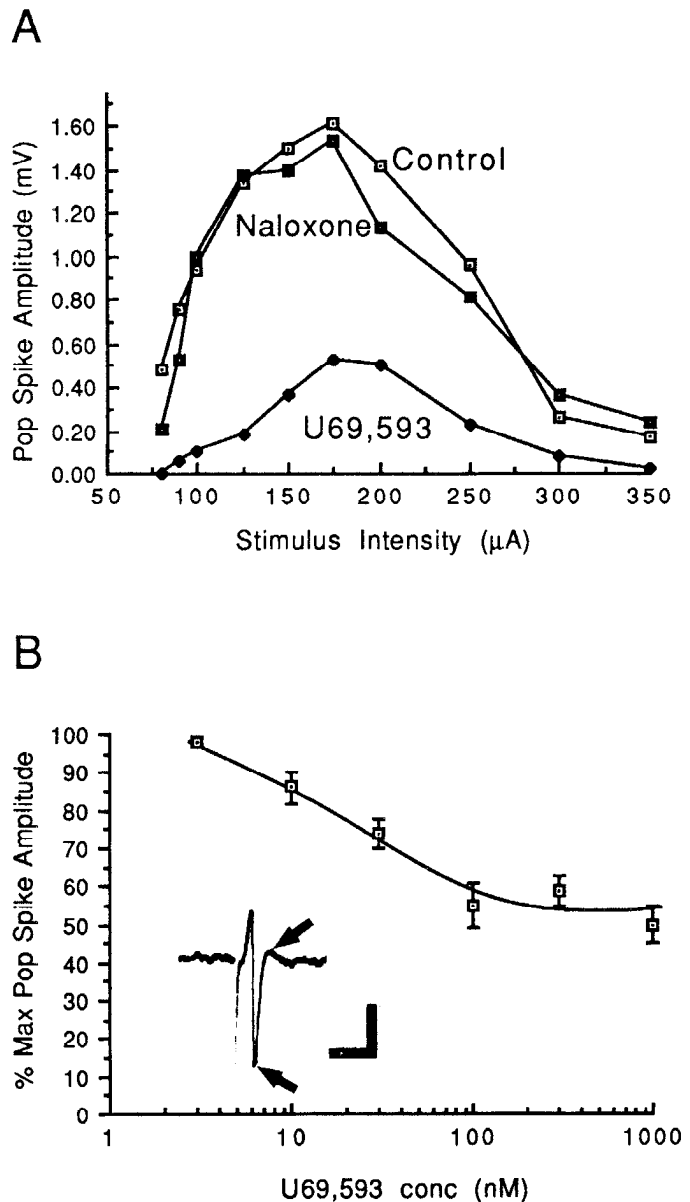 A
1.60
1.40
1.20
1.00
0.80
0.60
0.40
0.20
0.00
Pop Spike Amplitude (mV)
Control
Naloxone
U69,593
50 100 150 200 250 300 350
Stimulus Intensity (μA)
B
100
90
80
70
60
50
40
30
20
10
0
% Max Pop Spike Amplitude
1 10 100 1000
U69,593 conc (nM)